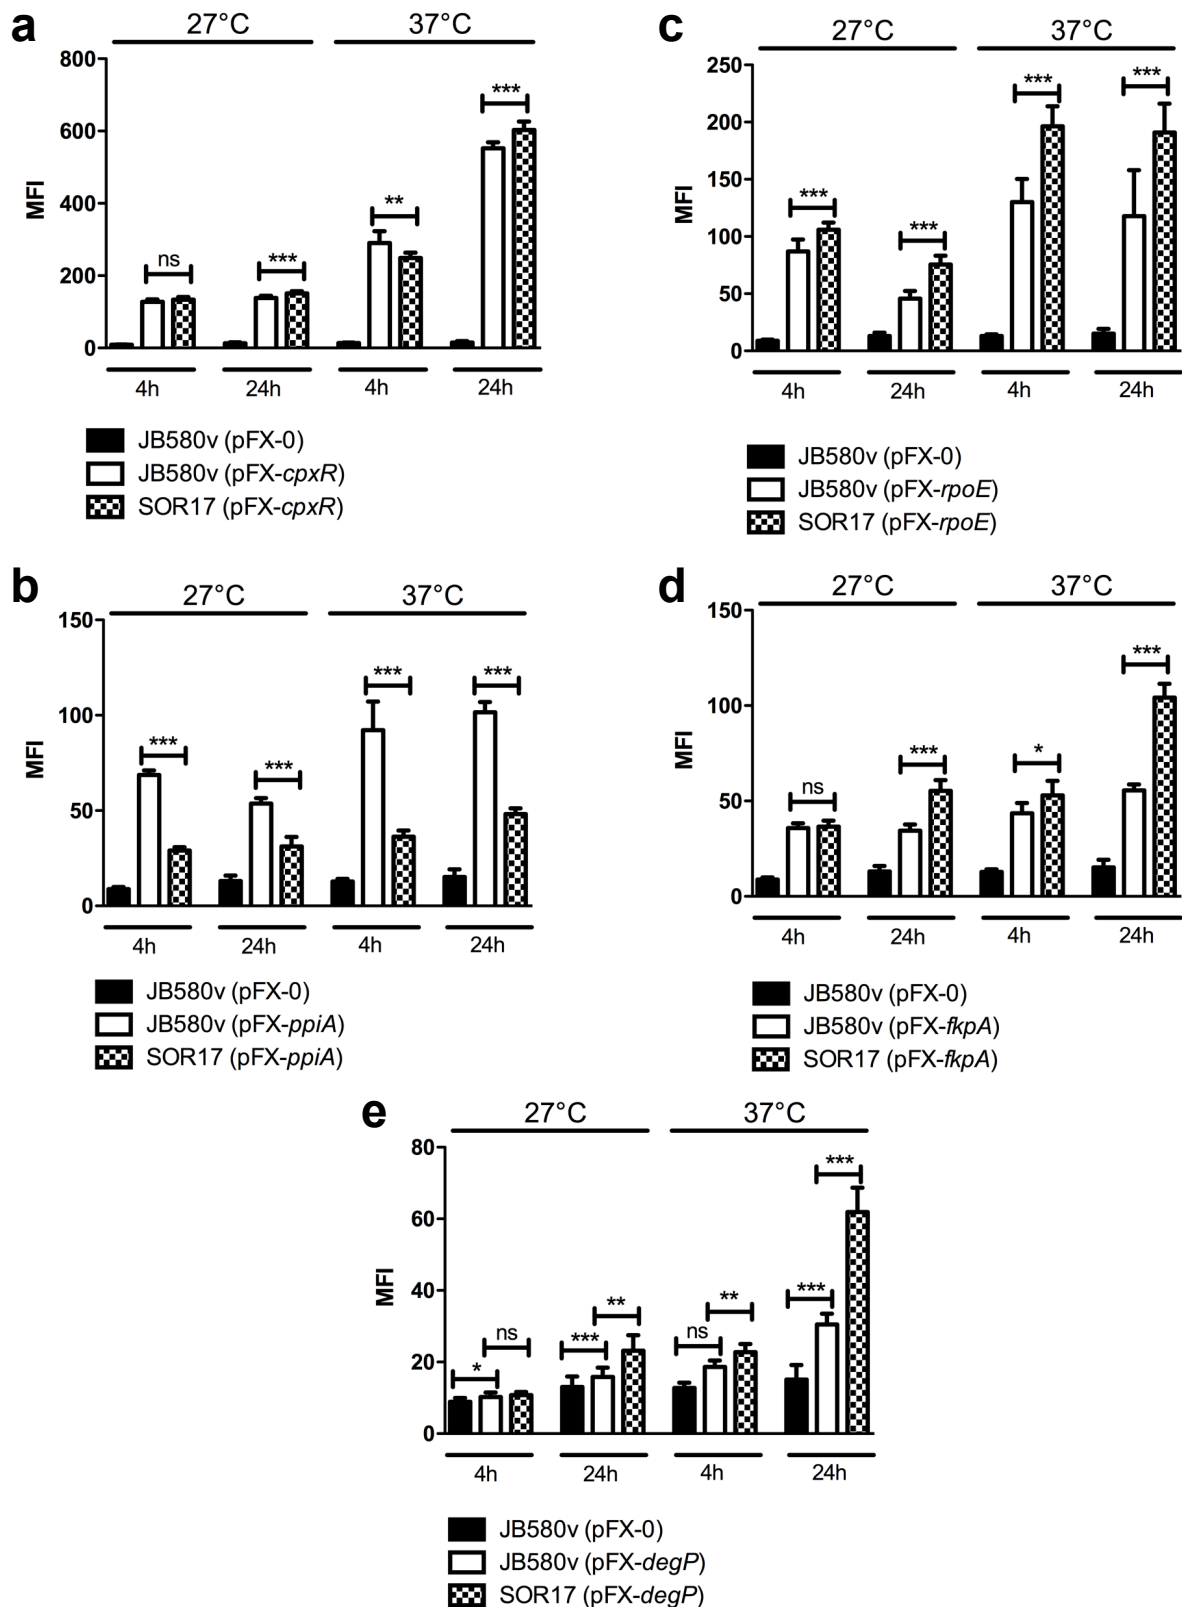 a
27°C 37°C
800
600
400
200
0
MFI
ns
***
**
***
4h 24h 4h 24h
JB580v (pFX-0)
JB580v (pFX-cpxR)
SOR17 (pFX-cpxR)
c
27°C 37°C
250
200
150
100
50
0
MFI
***
***
***
***
4h 24h 4h 24h
JB580v (pFX-0)
JB580v (pFX-rpoE)
SOR17 (pFX-rpoE)
b
27°C 37°C
150
100
50
0
MFI
***
***
***
***
4h 24h 4h 24h
JB580v (pFX-0)
JB580v (pFX-ppiA)
SOR17 (pFX-ppiA)
d
27°C 37°C
150
100
50
0
MFI
ns
***
*
***
4h 24h 4h 24h
JB580v (pFX-0)
JB580v (pFX-fkpA)
SOR17 (pFX-fkpA)
e
27°C 37°C
80
60
40
20
0
MFI
*
ns
***
**
ns
**
***
***
4h 24h 4h 24h
JB580v (pFX-0)
JB580v (pFX-degP)
SOR17 (pFX-degP)